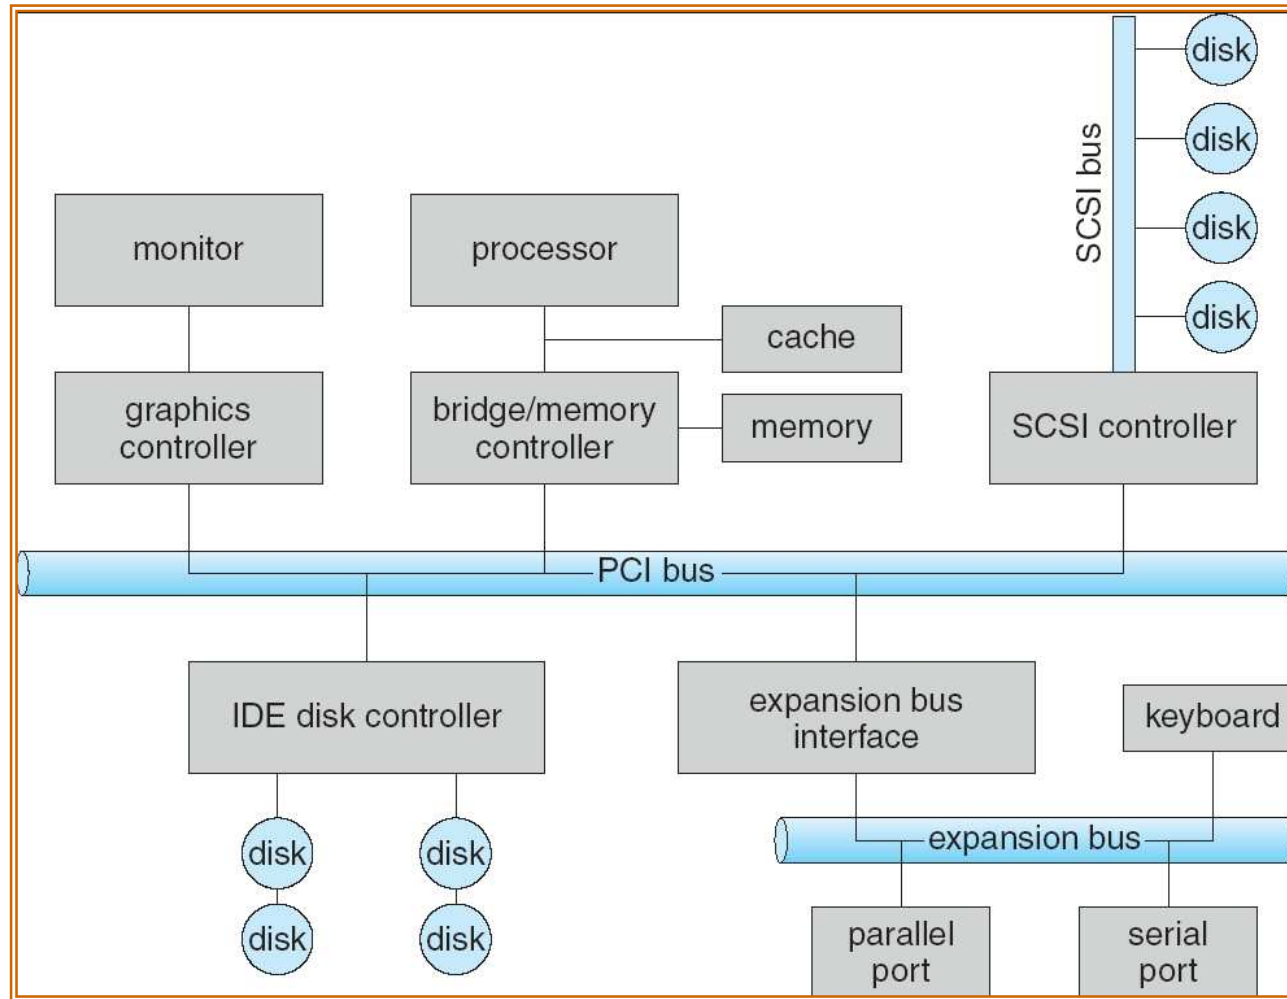 disk
disk
SCSI bus
disk
disk
monitor
processor
cache
graphics
controller
bridge/memory
controller
memory
SCSI controller
PCI bus
IDE disk controller
expansion bus
interface
keyboard
disk
disk
expansion bus
disk
disk
parallel
port
serial
port